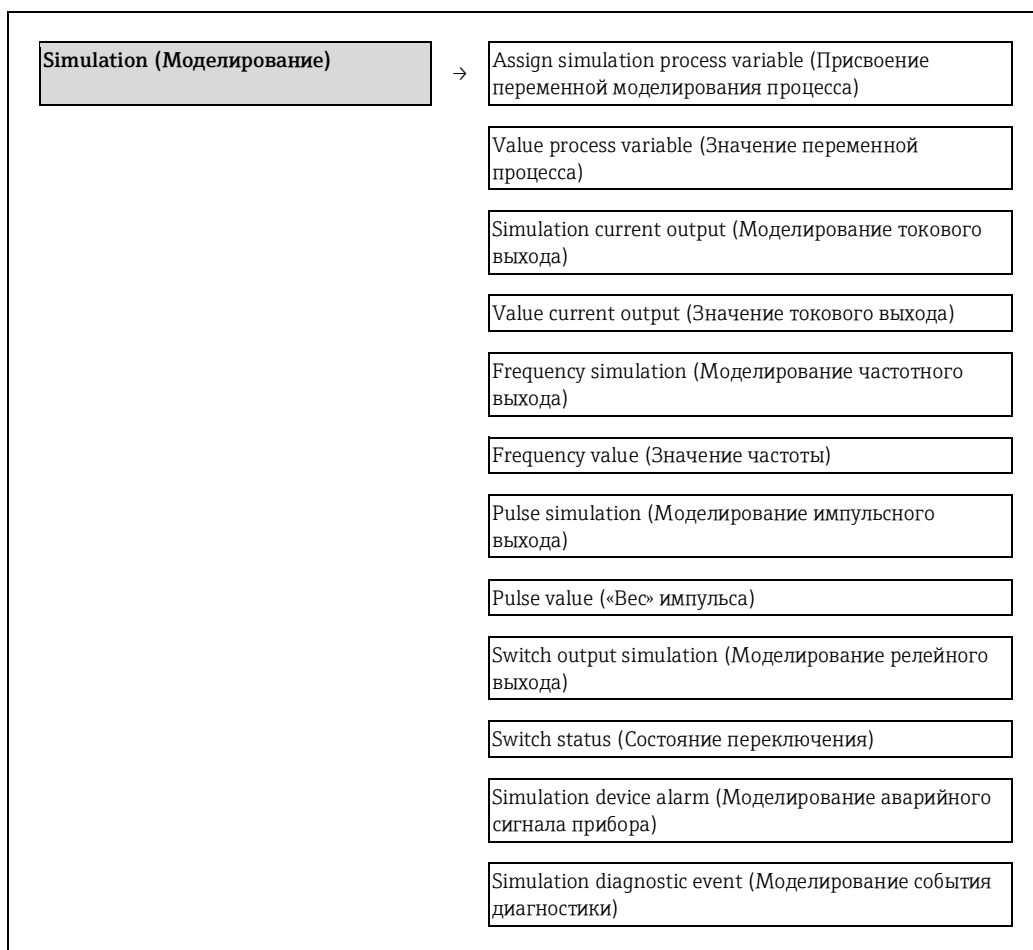 Simulation (Моделирование)
→
Assign simulation process variable (Присвоение
переменной моделирования процесса)
Value process variable (Значение переменной
процесса)
Simulation current output (Моделирование токового
выхода)
Value current output (Значение токового выхода)
Frequency simulation (Моделирование частотного
выхода)
Frequency value (Значение частоты)
Pulse simulation (Моделирование импульсного
выхода)
Pulse value («Вес» импульса)
Switch output simulation (Моделирование релейного
выхода)
Switch status (Состояние переключения)
Simulation device alarm (Моделирование аварийного
сигнала прибора)
Simulation diagnostic event (Моделирование события
диагностики)